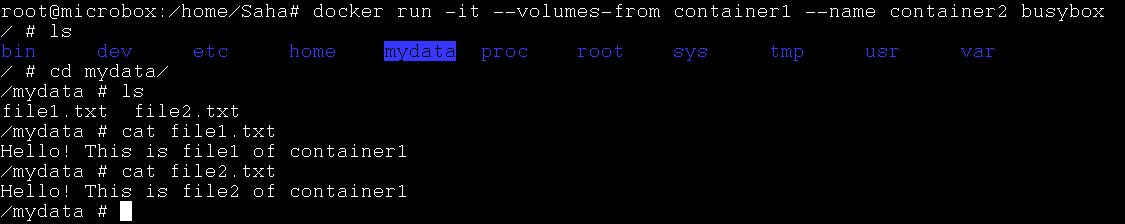 root@microbox:/home/Saha# docker run -it --volumes-from container1 --name container2 busybox
/ # ls
bin dev etc home mydata proc root sys tmp usr var
/ # cd mydata/
/mydata # ls
file1.txt file2.txt
/mydata # cat file1.txt
Hello! This is file1 of container1
/mydata # cat file2.txt
Hello! This is file2 of container1
/mydata #